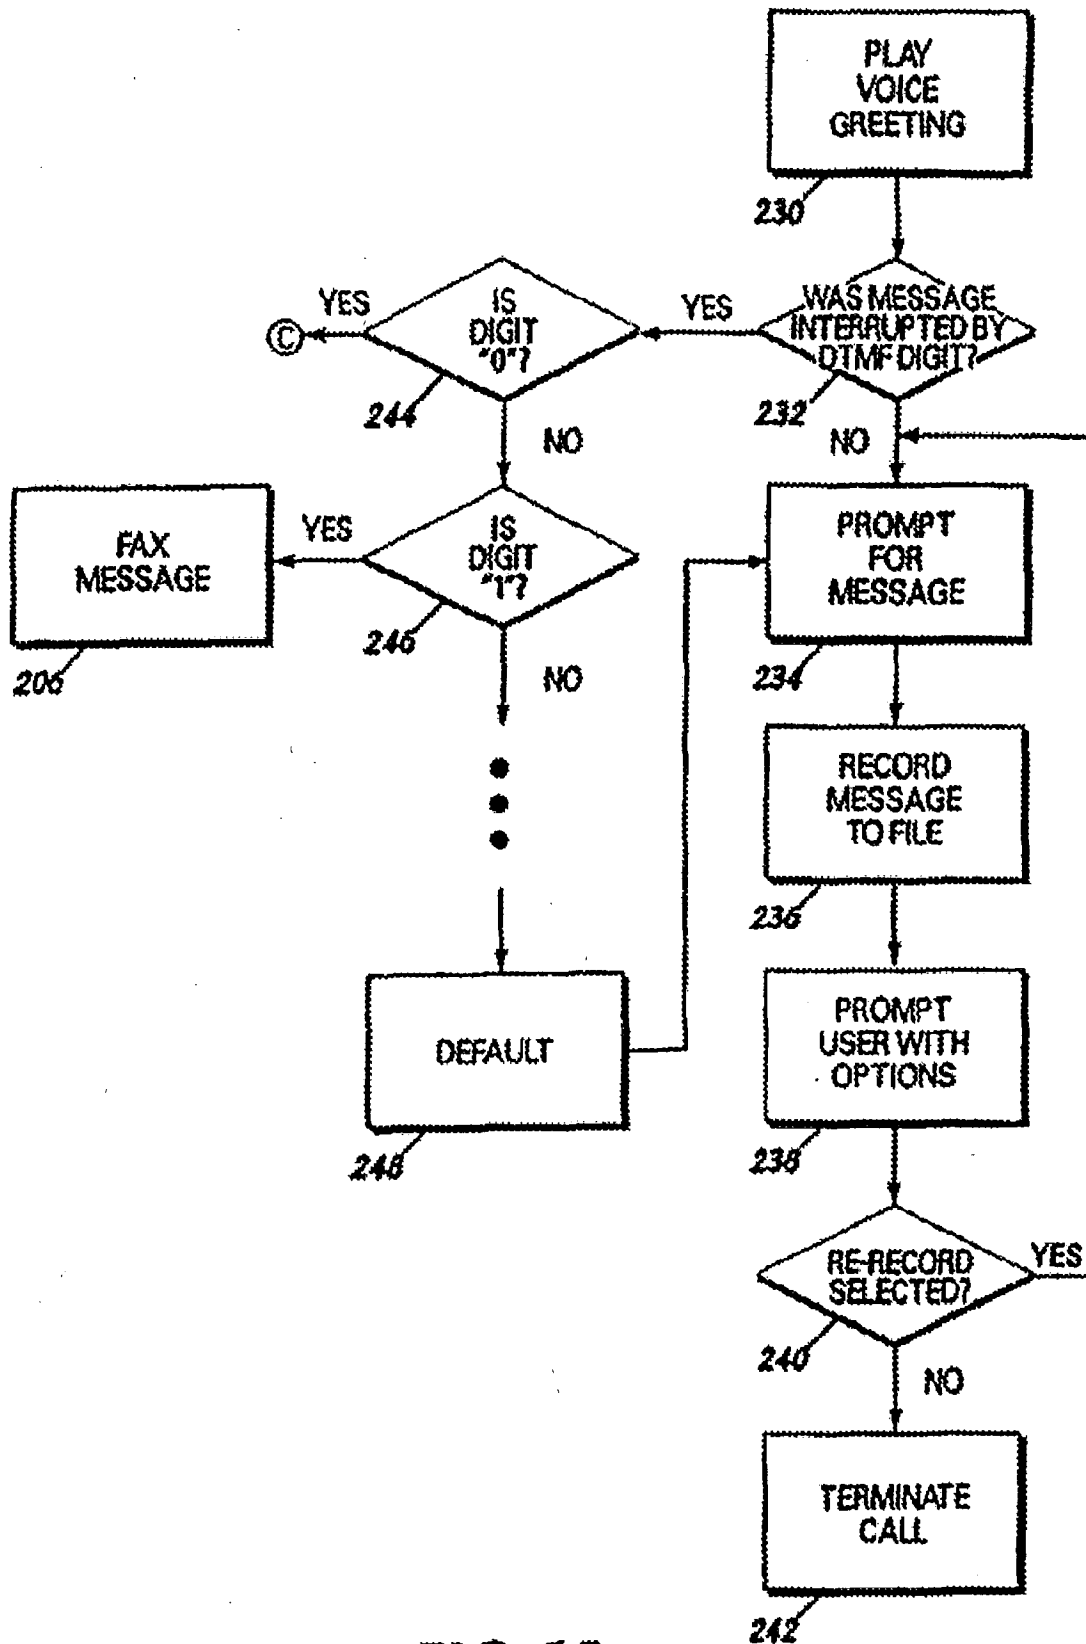 PLAY
VOICE
GREETING
230
WAS MESSAGE
INTERRUPTED BY
DTMF DIGIT?
232
YES
IS
DIGIT
"0"?
244
YES
C
NO
NO
IS
DIGIT
"1"?
246
YES
FAX
MESSAGE
206
NO
PROMPT
FOR
MESSAGE
234
RECORD
MESSAGE
TO FILE
236
DEFAULT
248
PROMPT
USER WITH
OPTIONS
238
RE-RECORD
SELECTED?
240
YES
NO
TERMINATE
CALL
242